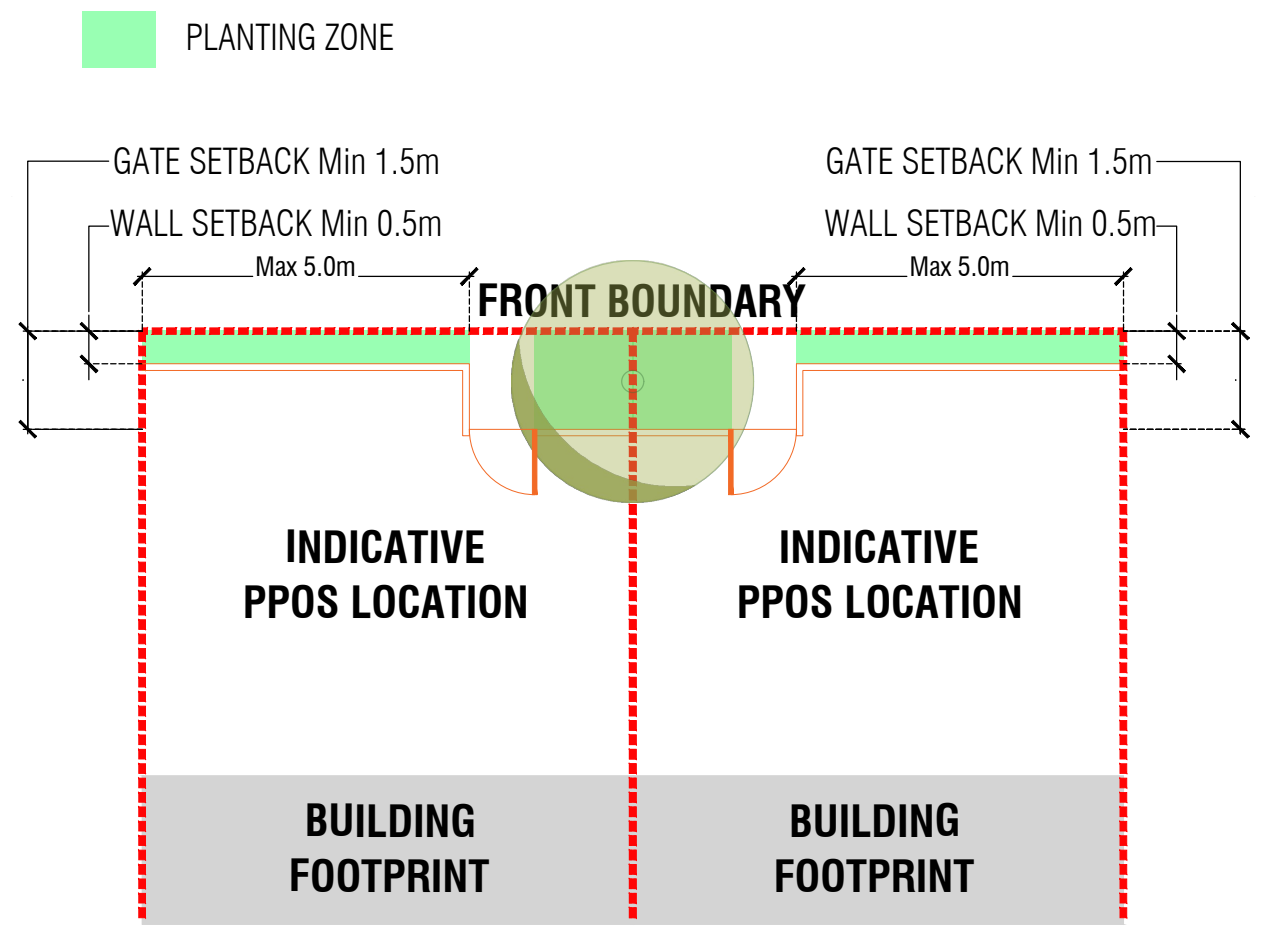 PLANTING ZONE
GATE SETBACK Min 1.5m
GATE SETBACK Min 1.5m
WALL SETBACK Min 0.5m
WALL SETBACK Min 0.5m
Max 5.0m
Max 5.0m
FRONT BOUNDARY
INDICATIVE
PPOS LOCATION
INDICATIVE
PPOS LOCATION
BUILDING
FOOTPRINT
BUILDING
FOOTPRINT